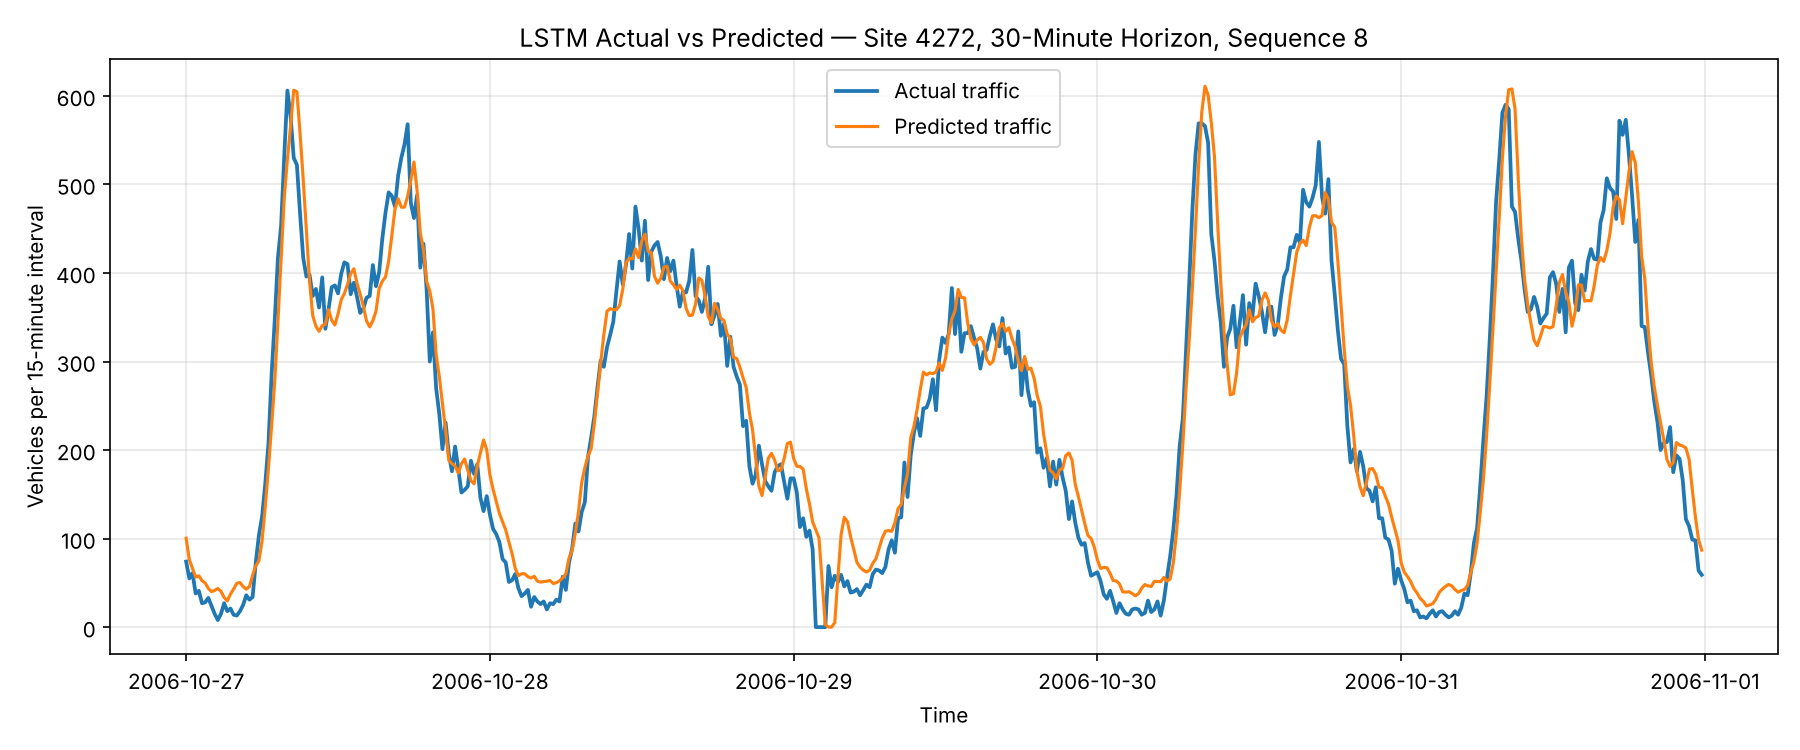 LSTM Actual vs Predicted — Site 4272, 30-Minute Horizon, Sequence 8
Actual traffic
Predicted traffic
Vehicles per 15-minute interval
600
500
400
300
200
100
0
2006-10-27
2006-10-28
2006-10-29
2006-10-30
2006-10-31
2006-11-01
Time